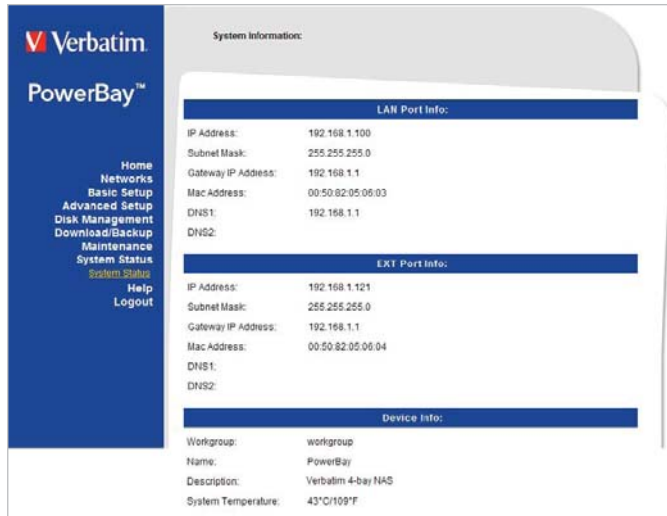 Verbatim.
PowerBay™
Home
Networks
Basic Setup
Advanced Setup
Disk Management
Download/Backup
Maintenance
System Status
System Status
Help
Logout
System Information:
LAN Port Info:
IP Address: 192.168.1.100
Subnet Mask: 255.255.255.0
Gateway IP Address: 192.168.1.1
Mac Address: 00:50:82:05:06:03
DNS1: 192.168.1.1
DNS2:
EXT Port Info:
IP Address: 192.168.1.121
Subnet Mask: 255.255.255.0
Gateway IP Address: 192.168.1.1
Mac Address: 00:50:82:05:06:04
DNS1:
DNS2:
Device Info:
Workgroup: workgroup
Name: PowerBay
Description: Verbatim 4-bay NAS
System Temperature: 43°C/109°F